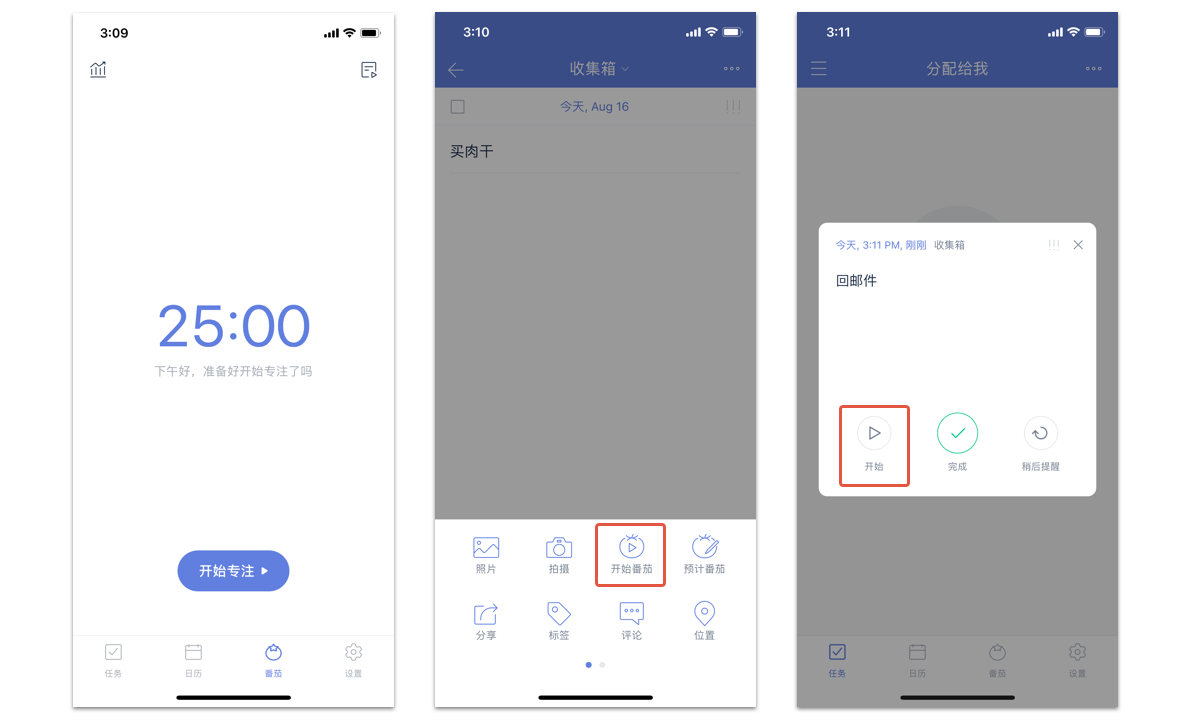 3:09
25:00
下午好，准备好开始专注了吗
开始专注
任务 日历 番茄 设置
3:10
收集箱
今天, Aug 16
买肉干
照片 拍摄 开始番茄 预计番茄
分享 标签 评论 位置
3:11
分配给我
今天, 3:11 PM, 刚刚 收集箱
回邮件
开始 完成 稍后提醒
任务 日历 番茄 设置